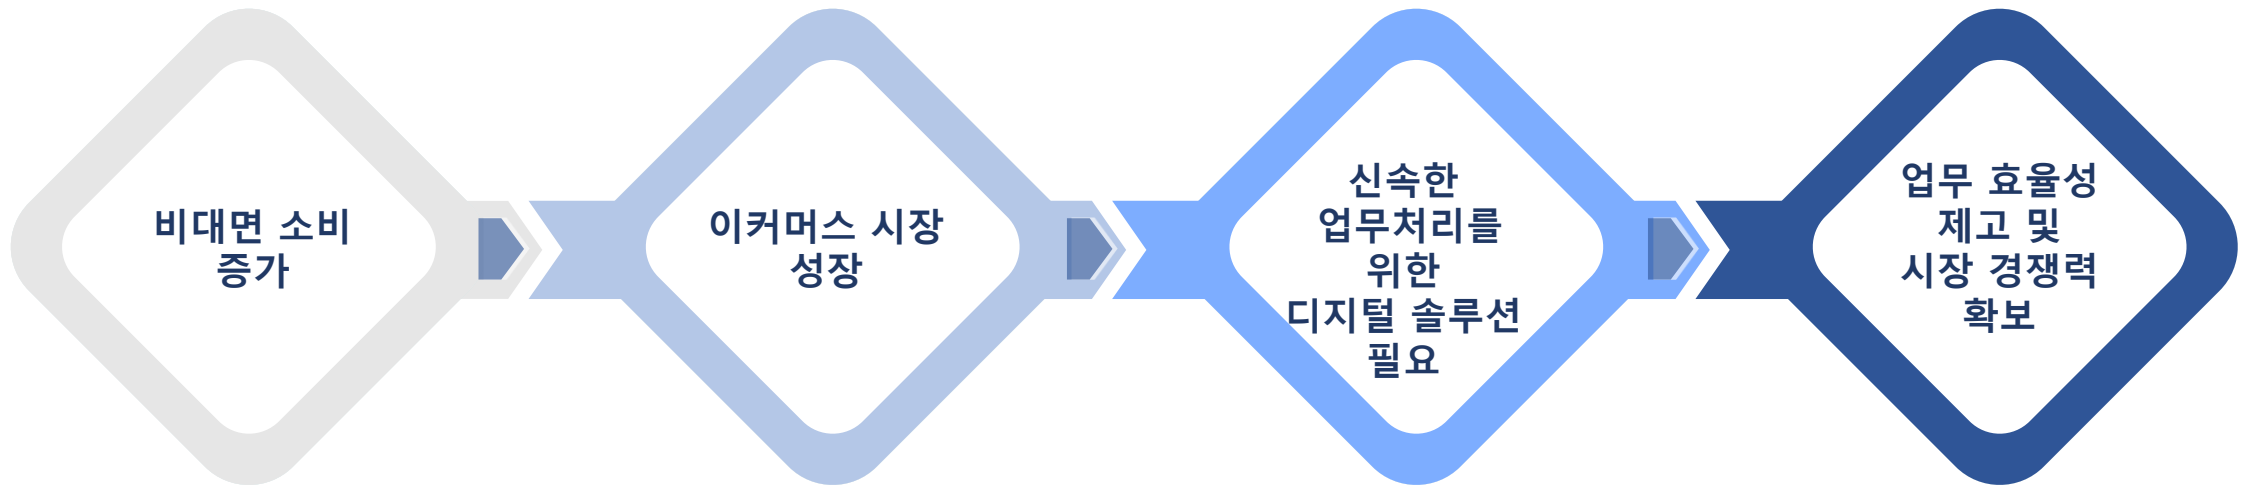 비대면 소비
증가
이커머스 시장
성장
신속한
업무처리를
위한
디지털 솔루션
필요
업무 효율성
제고 및
시장 경쟁력
확보